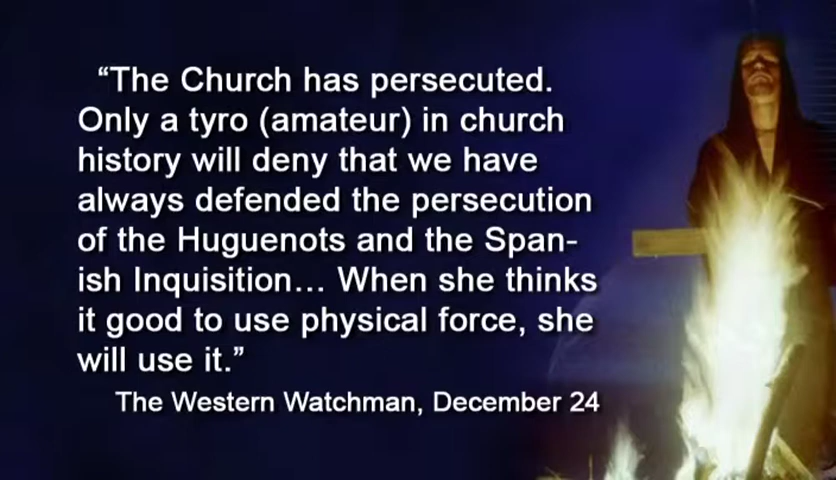 “The Church has persecuted.
Only a tyro (amateur) in church
history will deny that we have
always defended the persecution
of the Huguenots and the Span-
ish Inquisition... When she thinks
it good to use physical force, she
will use it.”
The Western Watchman, December 24